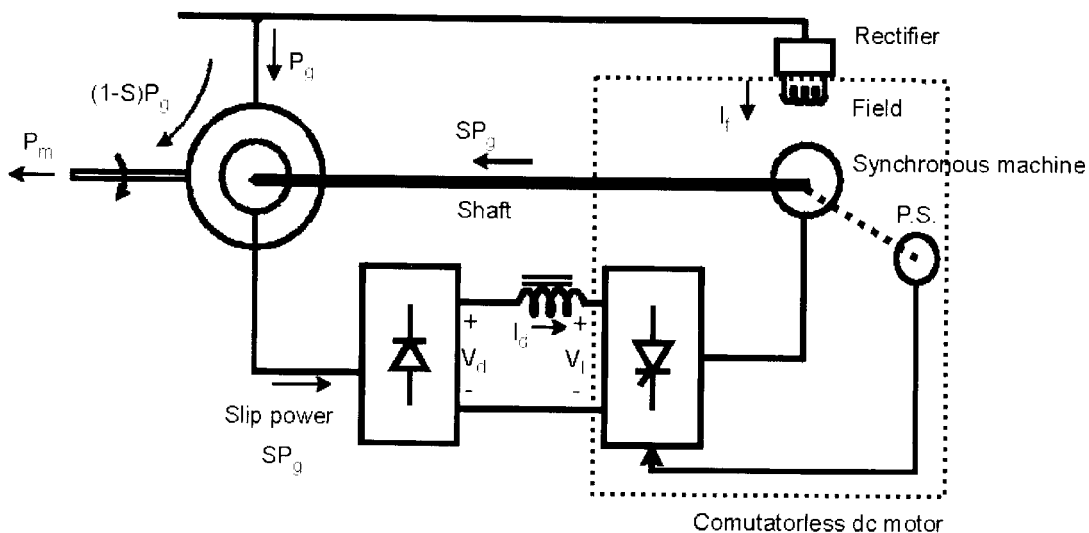 Rectifier
P_g
(1-S)P_g
I_f
Field
P_m
SP_g
Synchronous machine
Shaft
P.S.
+
I_d
+
V_d
V_I
-
-
Slip power
SP_g
Comutatorless dc motor